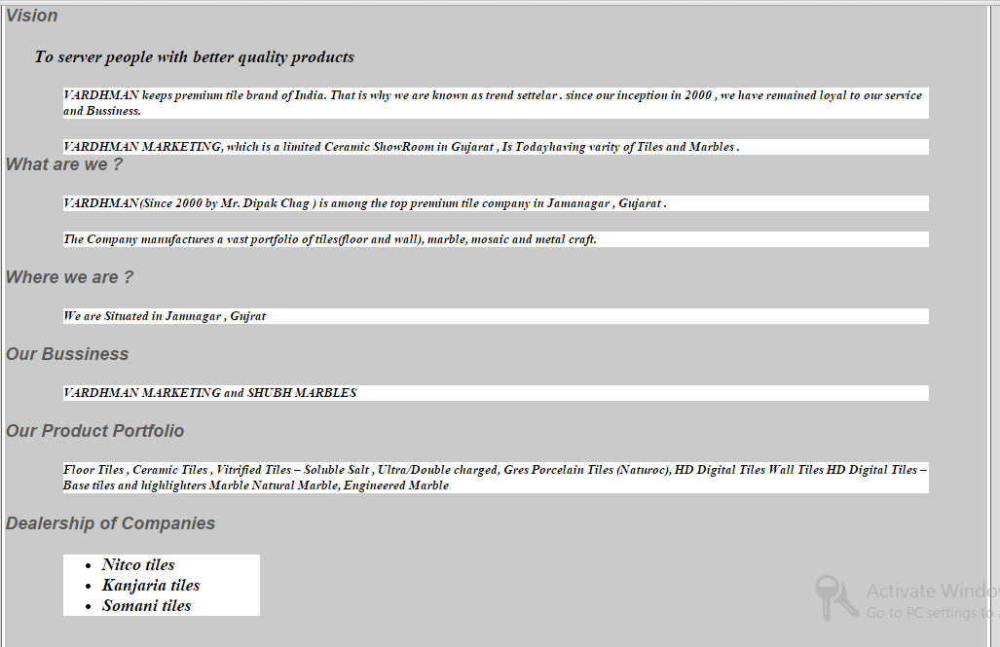 Vision
To server people with better quality products
VARDHMAN keeps premium tile brand of India. That is why we are known as trend settelar . since our inception in 2000 , we have remained loyal to our service
and Bussiness.
VARDHMAN MARKETING, which is a limited Ceramic ShowRoom in Gujarat , Is Todayhaving varity of Tiles and Marbles .
What are we ?
VARDHMAN(Since 2000 by Mr. Dipak Chag ) is among the top premium tile company in Jamanagar , Gujarat .
The Company manufactures a vast portfolio of tiles(floor and wall), marble, mosaic and metal craft.
Where we are ?
We are Situated in Jamnagar , Gujrat
Our Bussiness
VARDHMAN MARKETING and SHUBH MARBLES
Our Product Portfolio
Floor Tiles , Ceramic Tiles , Vitrified Tiles – Soluble Salt , Ultra/Double charged, Gres Porcelain Tiles (Naturoc), HD Digital Tiles Wall Tiles HD Digital Tiles –
Base tiles and highlighters Marble Natural Marble, Engineered Marble
Dealership of Companies
• Nitco tiles
• Kanjaria tiles
• Somani tiles
Activate Windo
Go to PC settings to a